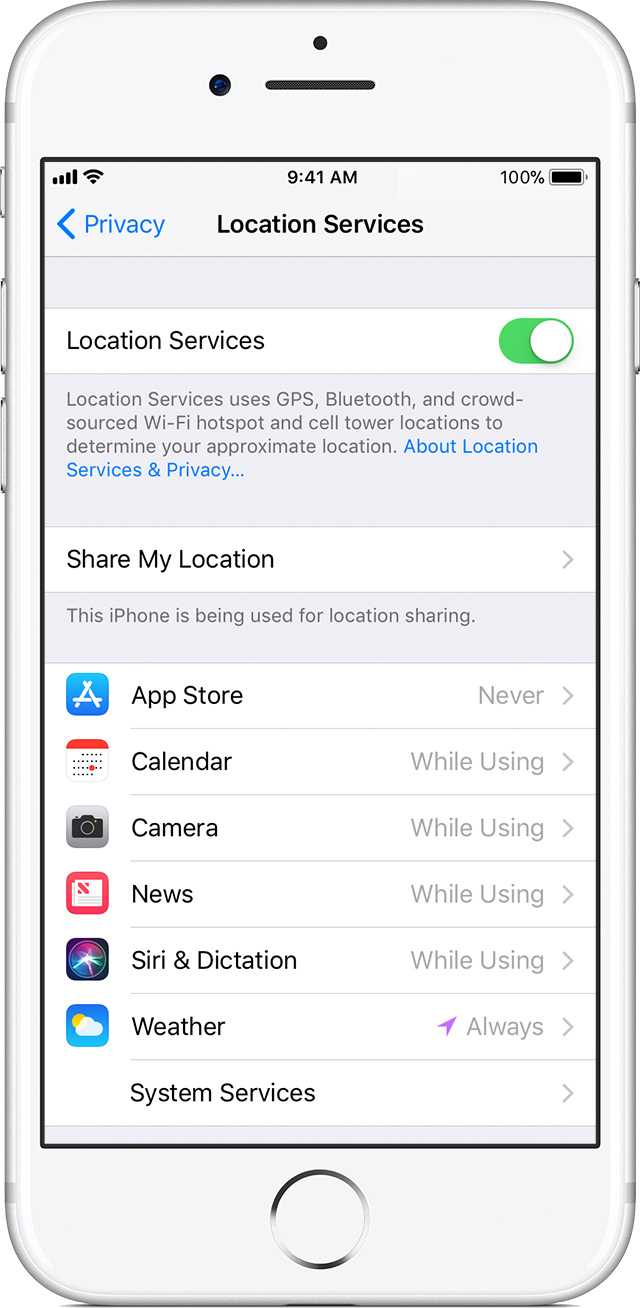 9:41 AM 100%
Privacy Location Services
Location Services
Location Services uses GPS, Bluetooth, and crowd-
sourced Wi-Fi hotspot and cell tower locations to
determine your approximate location. About Location
Services & Privacy...
Share My Location
This iPhone is being used for location sharing.
App Store Never
Calendar While Using
Camera While Using
News While Using
Siri & Dictation While Using
Weather Always
System Services